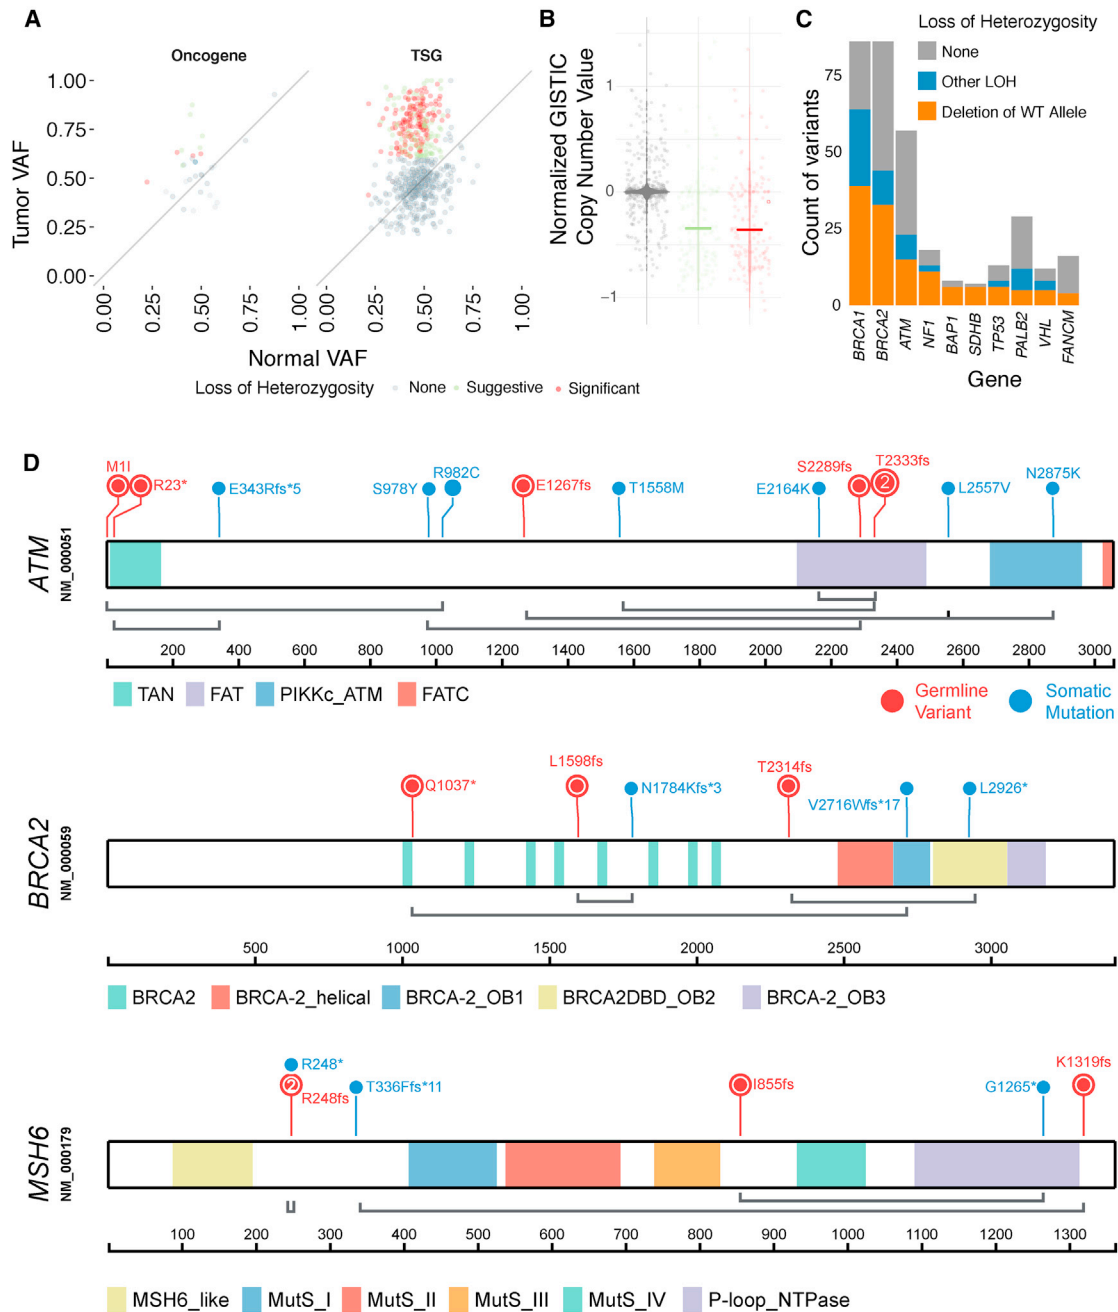 A
Oncogene
TSG
Tumor VAF
1.00
0.75
0.50
0.25
0.00
0.00
0.25
0.50
0.75
1.00
0.00
0.25
0.50
0.75
1.00
Normal VAF
Loss of Heterozygosity
None
Suggestive
Significant
B
Normalized GISTIC
Copy Number Value
1
0
−1
C
Loss of Heterozygosity
None
Other LOH
Deletion of WT Allele
Count of variants
75
50
25
0
BRCA1
BRCA2
ATM
NF1
BAP1
SDHB
TP53
PALB2
VHL
FANCM
Gene
D
ATM
NM_000051
M1I
R23*
E343Rfs*5
S978Y
R982C
E1267fs
T1558M
E2164K
S2289fs
T2333fs
2
L2557V
N2875K
200 400 600 800 1000 1200 1400 1600 1800 2000 2200 2400 2600 2800 3000
TAN FAT PIKKc_ATM FATC
Germline
Variant
Somatic
Mutation
BRCA2
NM_000059
Q1037*
L1598fs
N1784Kfs*3
T2314fs
V2716Wfs*17
L2926*
500 1000 1500 2000 2500 3000
BRCA2 BRCA-2_helical BRCA-2_OB1 BRCA2DBD_OB2 BRCA-2_OB3
MSH6
NM_000179
R248*
2
R248fs
T336Ffs*11
I855fs
G1265*
K1319fs
100 200 300 400 500 600 700 800 900 1000 1100 1200 1300
MSH6_like MutS_I MutS_II MutS_III MutS_IV P-loop_NTPase